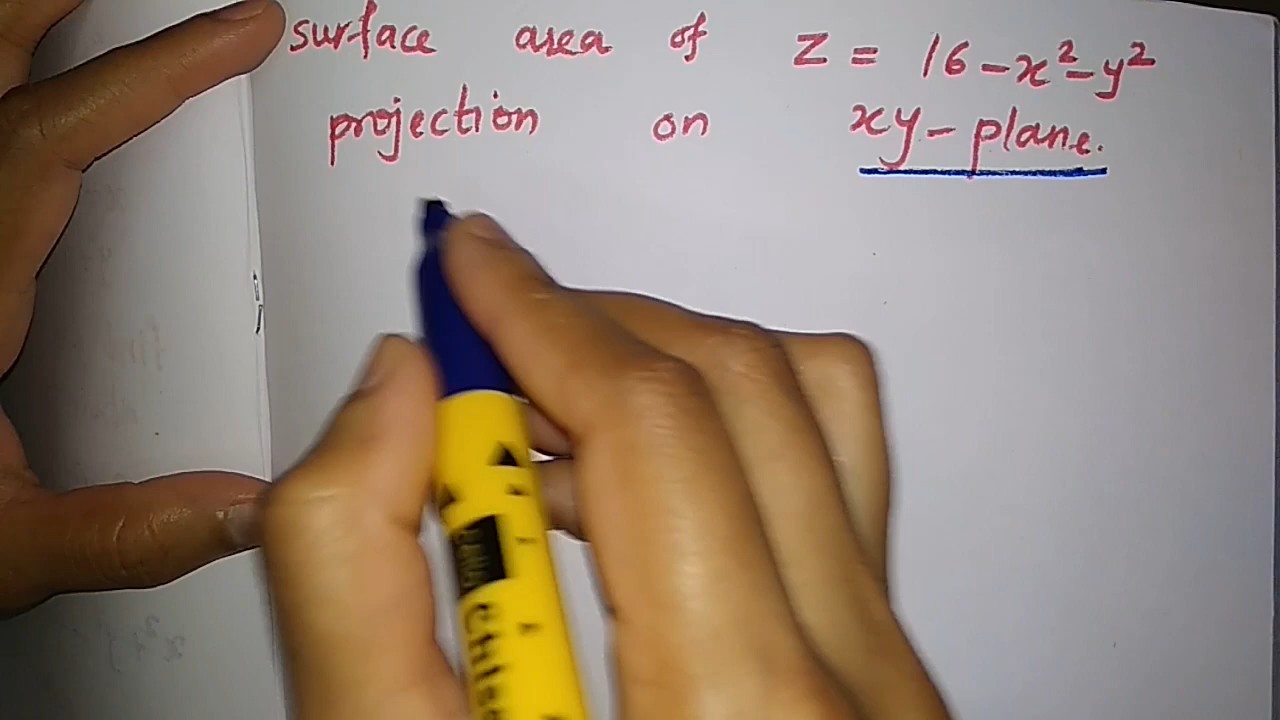 surface area of z = 16-x²-y²
projection on xy-plane.